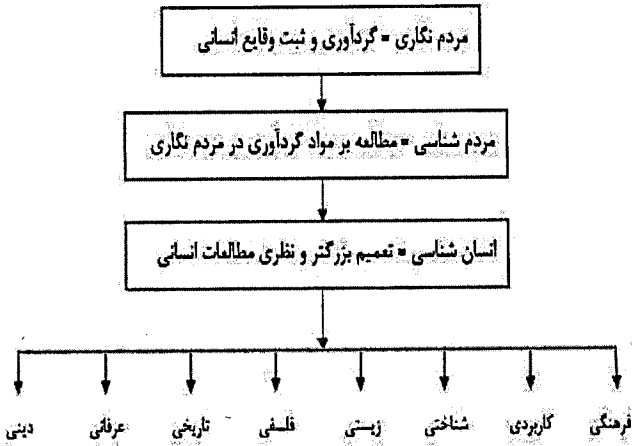 مردم نگاری = گردآوری و ثبت وقایع انسانی
مردم شناسی = مطالعه بر مواد گردآوری در مردم نگاری
انسان شناسی = تعمیم بزرگتر و نظری مطالعات انسانی
فرهنگی کاربردی شناختی زیستی فلسفی تاریخی عرفانی دینی